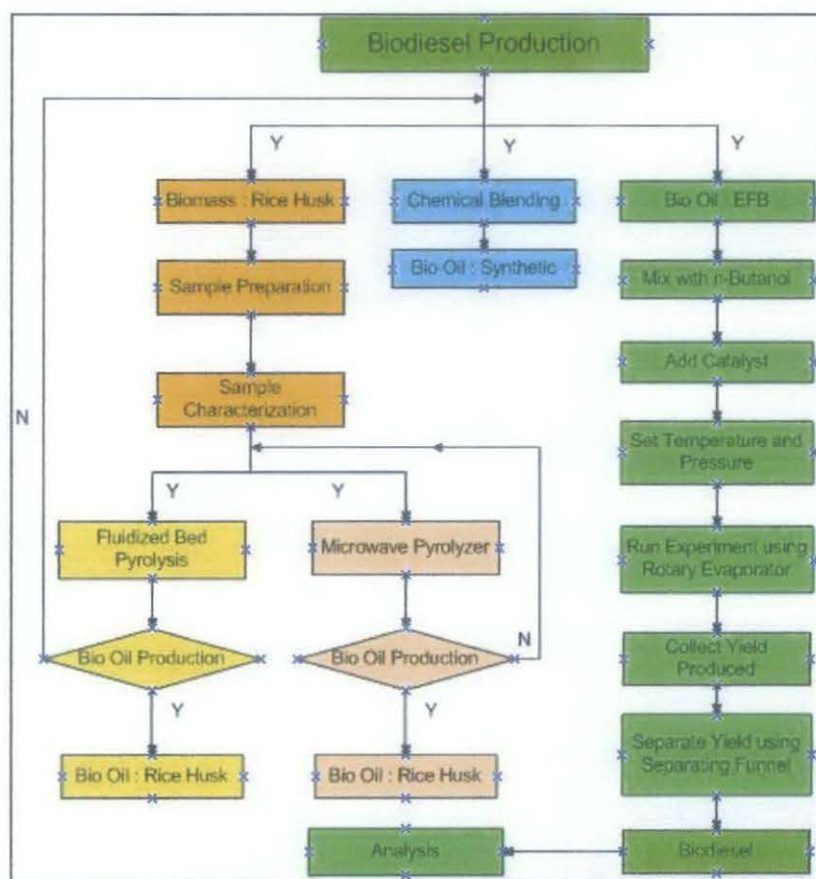 Biodiesel Production
Y
Y
Y
Biomass : Rice Husk
Chemical Blending
Bio Oil : EFB
Sample Preparation
Bio Oil : Synthetic
Mix with n-Butanol
Add Catalyst
Sample
Characterization
N
Set Temperature and
Pressure
Y
Y
Fluidized Bed
Pyrolysis
Microwave Pyrolyzer
Run Experiment using
Rotary Evaporator
Bio Oil Production
Bio Oil Production
N
Collect Yield
Produced
Y
Y
Separate Yield using
Separating Funnel
Bio Oil : Rice Husk
Bio Oil : Rice Husk
Analysis
Biodiesel